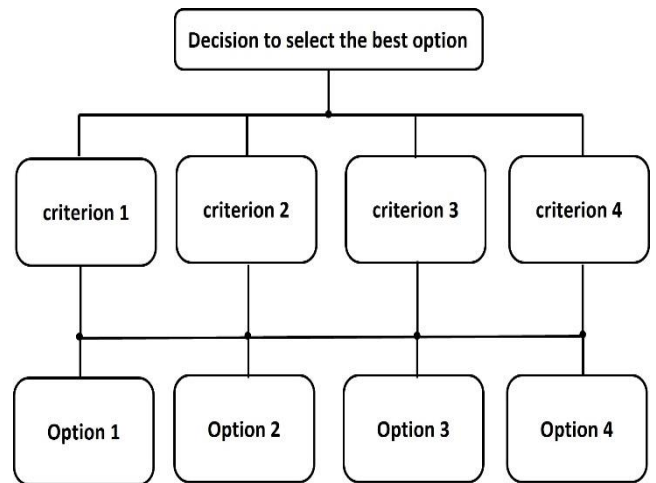 Decision to select the best option
criterion 1
criterion 2
criterion 3
criterion 4
Option 1
Option 2
Option 3
Option 4